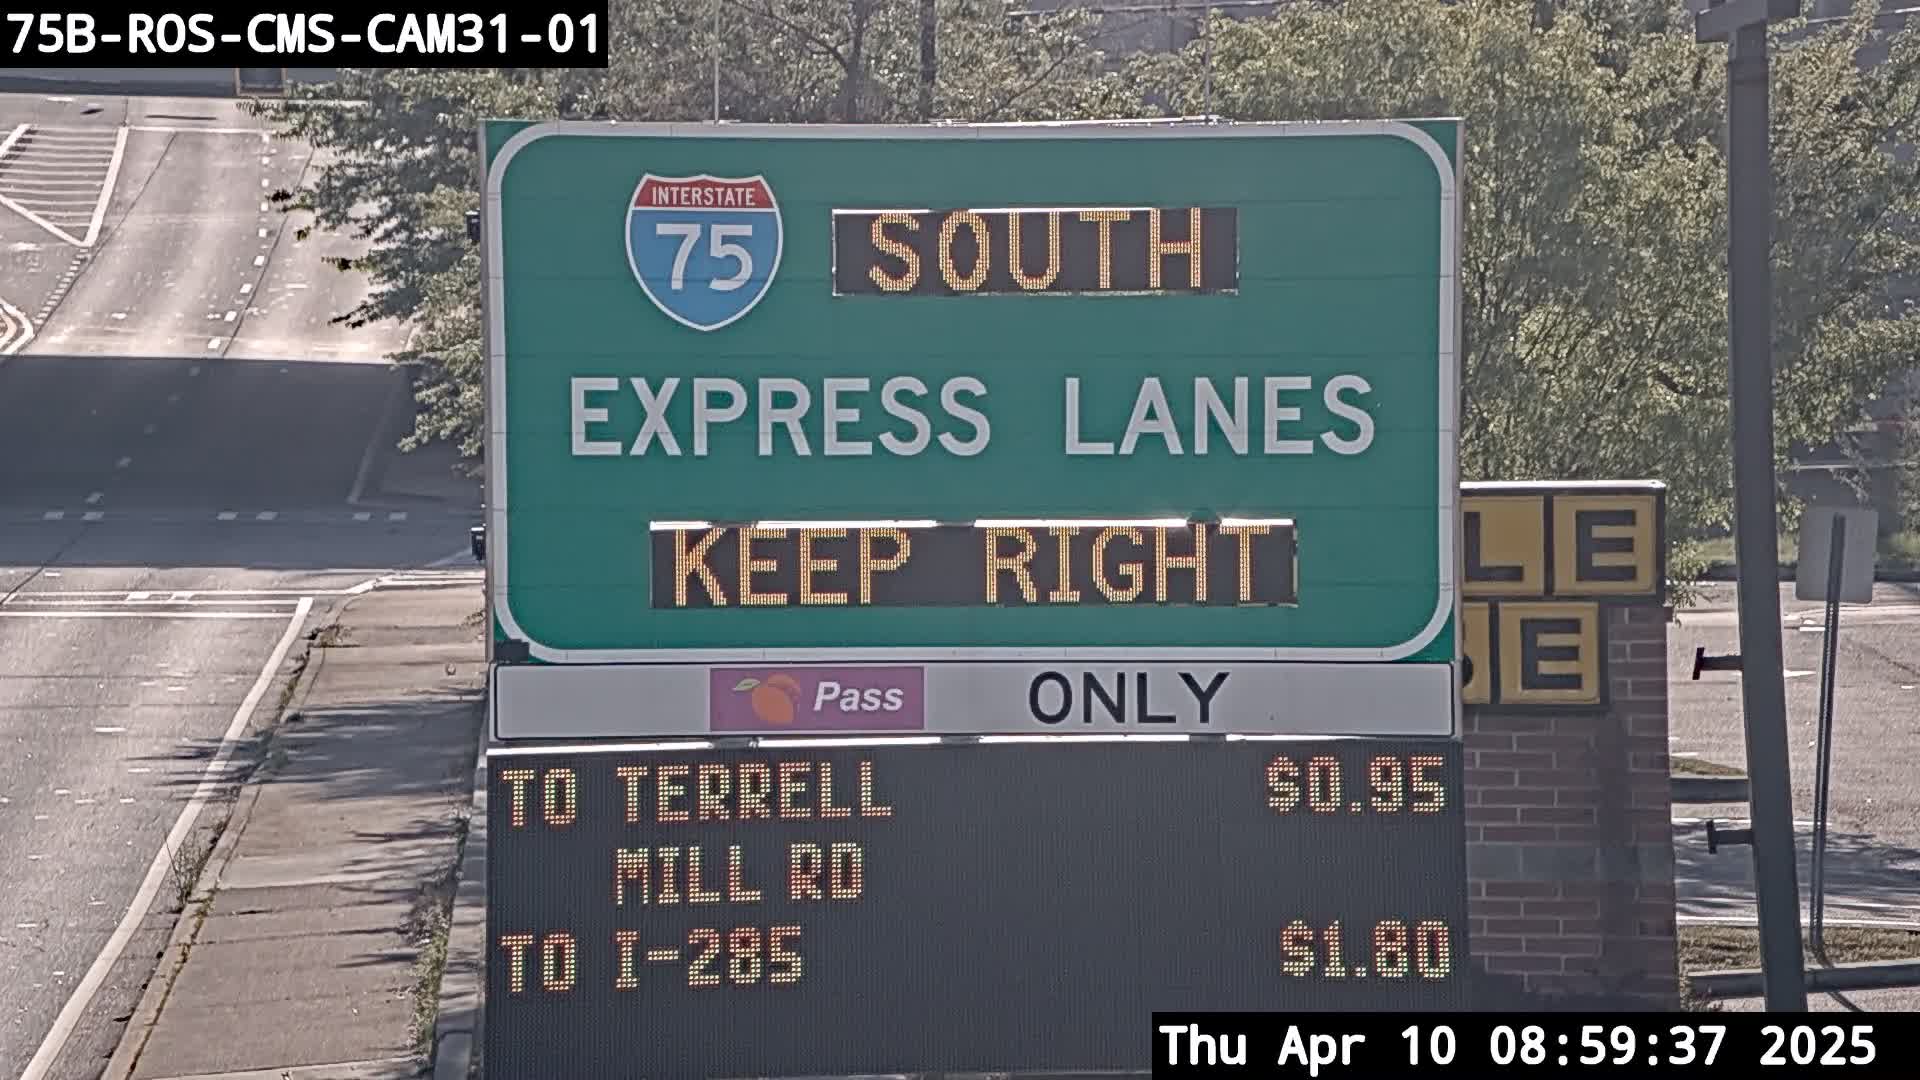 75B-ROS-CMS-CAM31-01
INTERSTATE
75
SOUTH
EXPRESS LANES
KEEP RIGHT
Pass ONLY
TO TERRELL $0.95
MILL RD
TO I-285 $1.80
LE
E
Thu Apr 10 08:59:37 2025